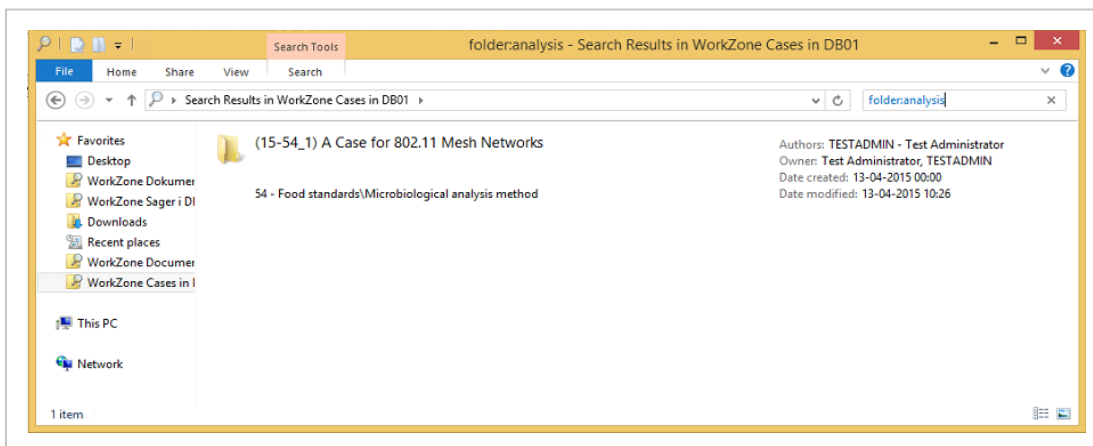 Search Tools
folder:analysis - Search Results in WorkZone Cases in DB01
File Home Share View Search
Search Results in WorkZone Cases in DB01
folder:analysis
Favorites
Desktop
WorkZone Dokumer
WorkZone Sager i DI
Downloads
Recent places
WorkZone Documer
WorkZone Cases in I
This PC
Network
(15-54_1) A Case for 802.11 Mesh Networks
54 - Food standards\Microbiological analysis method
Authors: TESTADMIN - Test Administrator
Owner: Test Administrator, TESTADMIN
Date created: 13-04-2015 00:00
Date modified: 13-04-2015 10:26
1 item